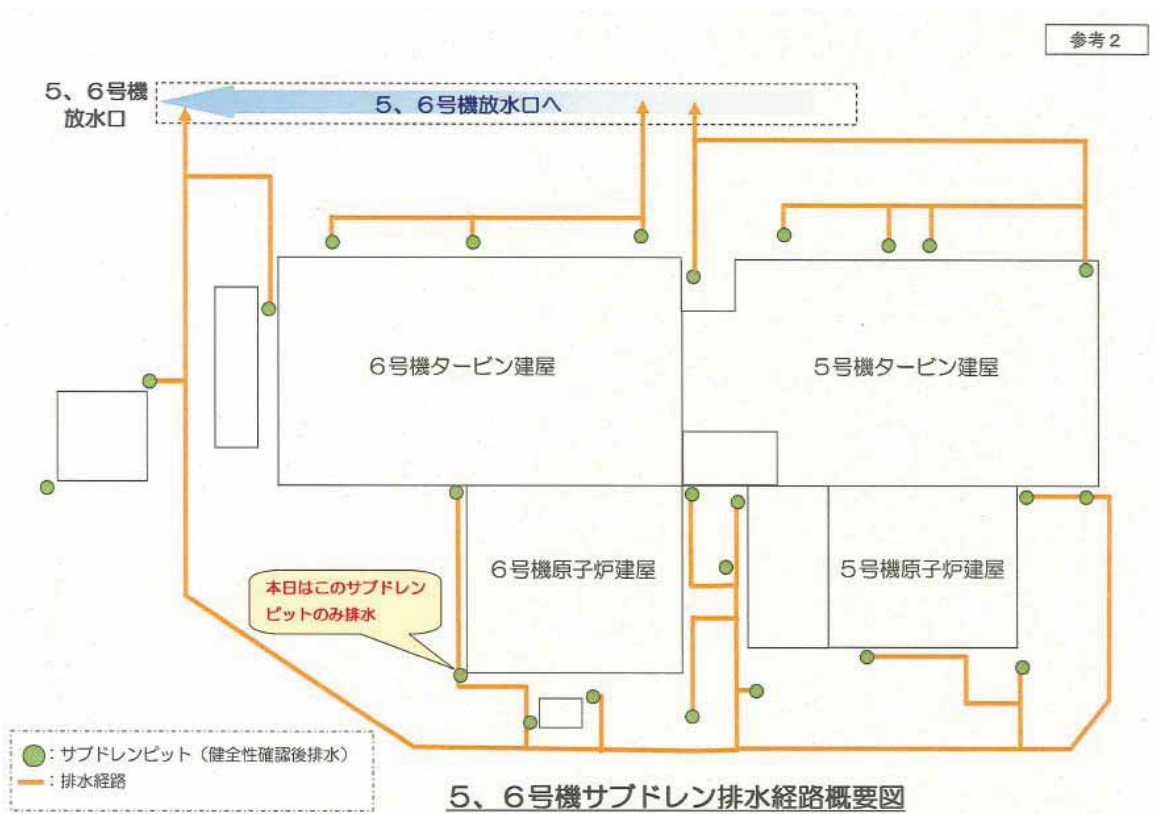 参考2
5、6号機
放水口
5、6号機放水口へ
6号機タービン建屋
5号機タービン建屋
6号機原子炉建屋
5号機原子炉建屋
本日はこのサブドレン
ピットのみ排水
：サブドレンピット（健全性確認後排水）
：排水経路
5、6号機サブドレン排水経路概要図